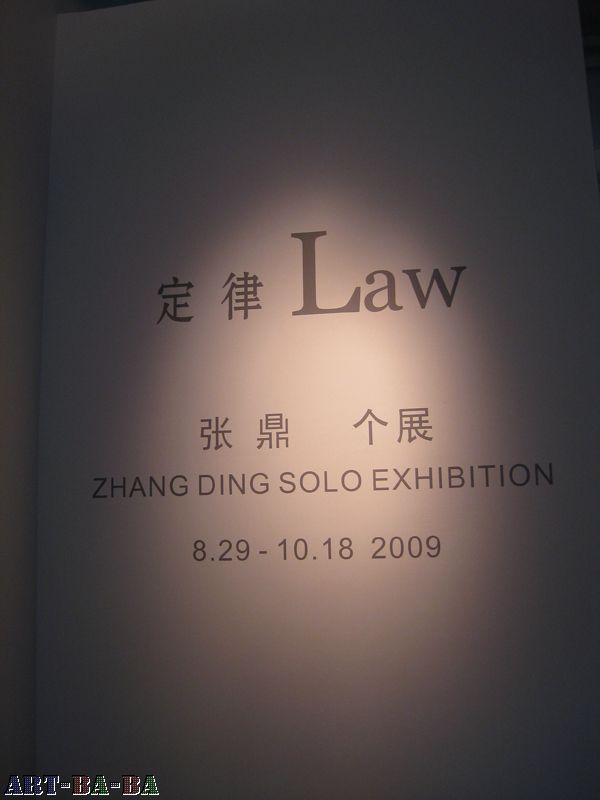 定律 Law
张鼎 个展
ZHANG DING SOLO EXHIBITION
8.29 - 10.18 2009
ART-BA-BA